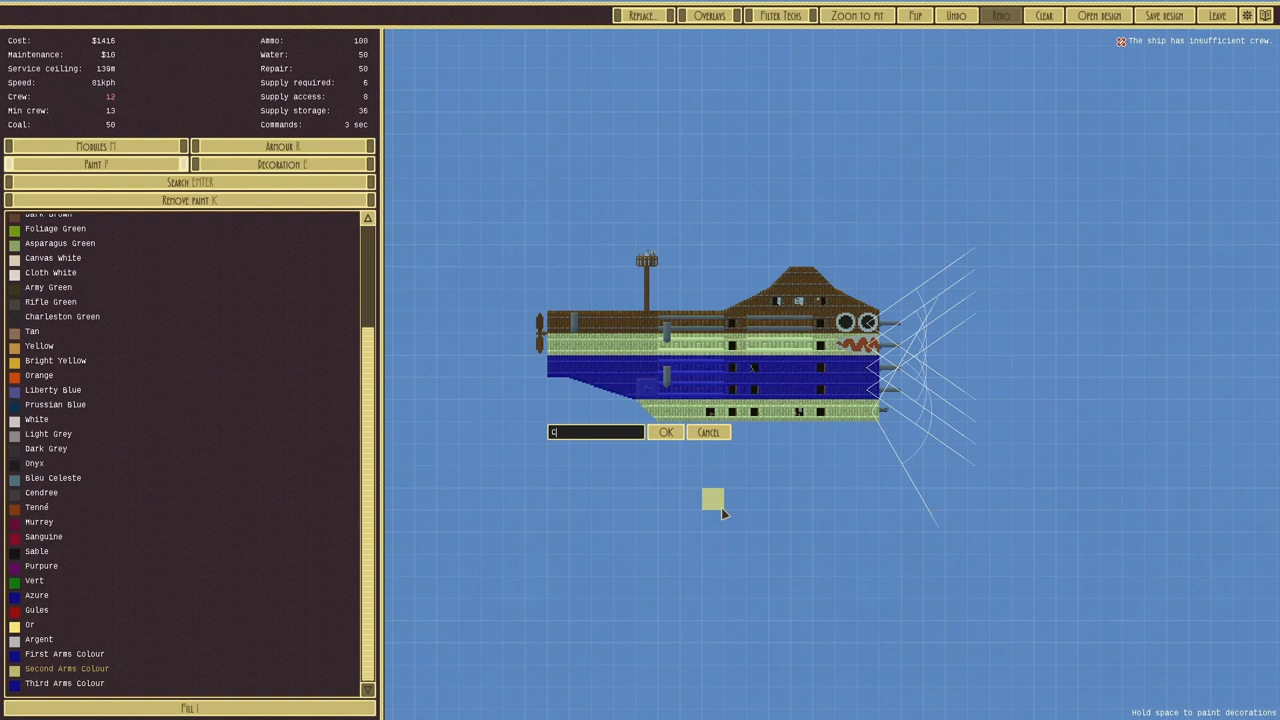 Replace... Overlays Filter Techs Zoom to fit Flip Undo Redo Clear Open design Save design Leave
Cost: $1416 Ammo: 100
Maintenance: $10 Water: 50
Service ceiling: 139m Repair: 50
Speed: 81kph Supply required: 6
Crew: 12 Supply access: 8
Min crew: 13 Supply storage: 36
Coal: 50 Commands: 3 sec
The ship has insufficient crew.
Modules M Armour R
Paint P Decoration E
Search ENTER
Remove paint K
Dark Brown
Foliage Green
Asparagus Green
Canvas White
Cloth White
Army Green
Rifle Green
Charleston Green
Tan
Yellow
Bright Yellow
Orange
Liberty Blue
Prussian Blue
White
Light Grey
Dark Grey
Onyx
Bleu Celeste
Cendree
Tenné
Murrey
Sanguine
Sable
Purpure
Vert
Azure
Gules
Or
Argent
First Arms Colour
Second Arms Colour
Third Arms Colour
Fill I
C OK Cancel
Hold space to paint decorations